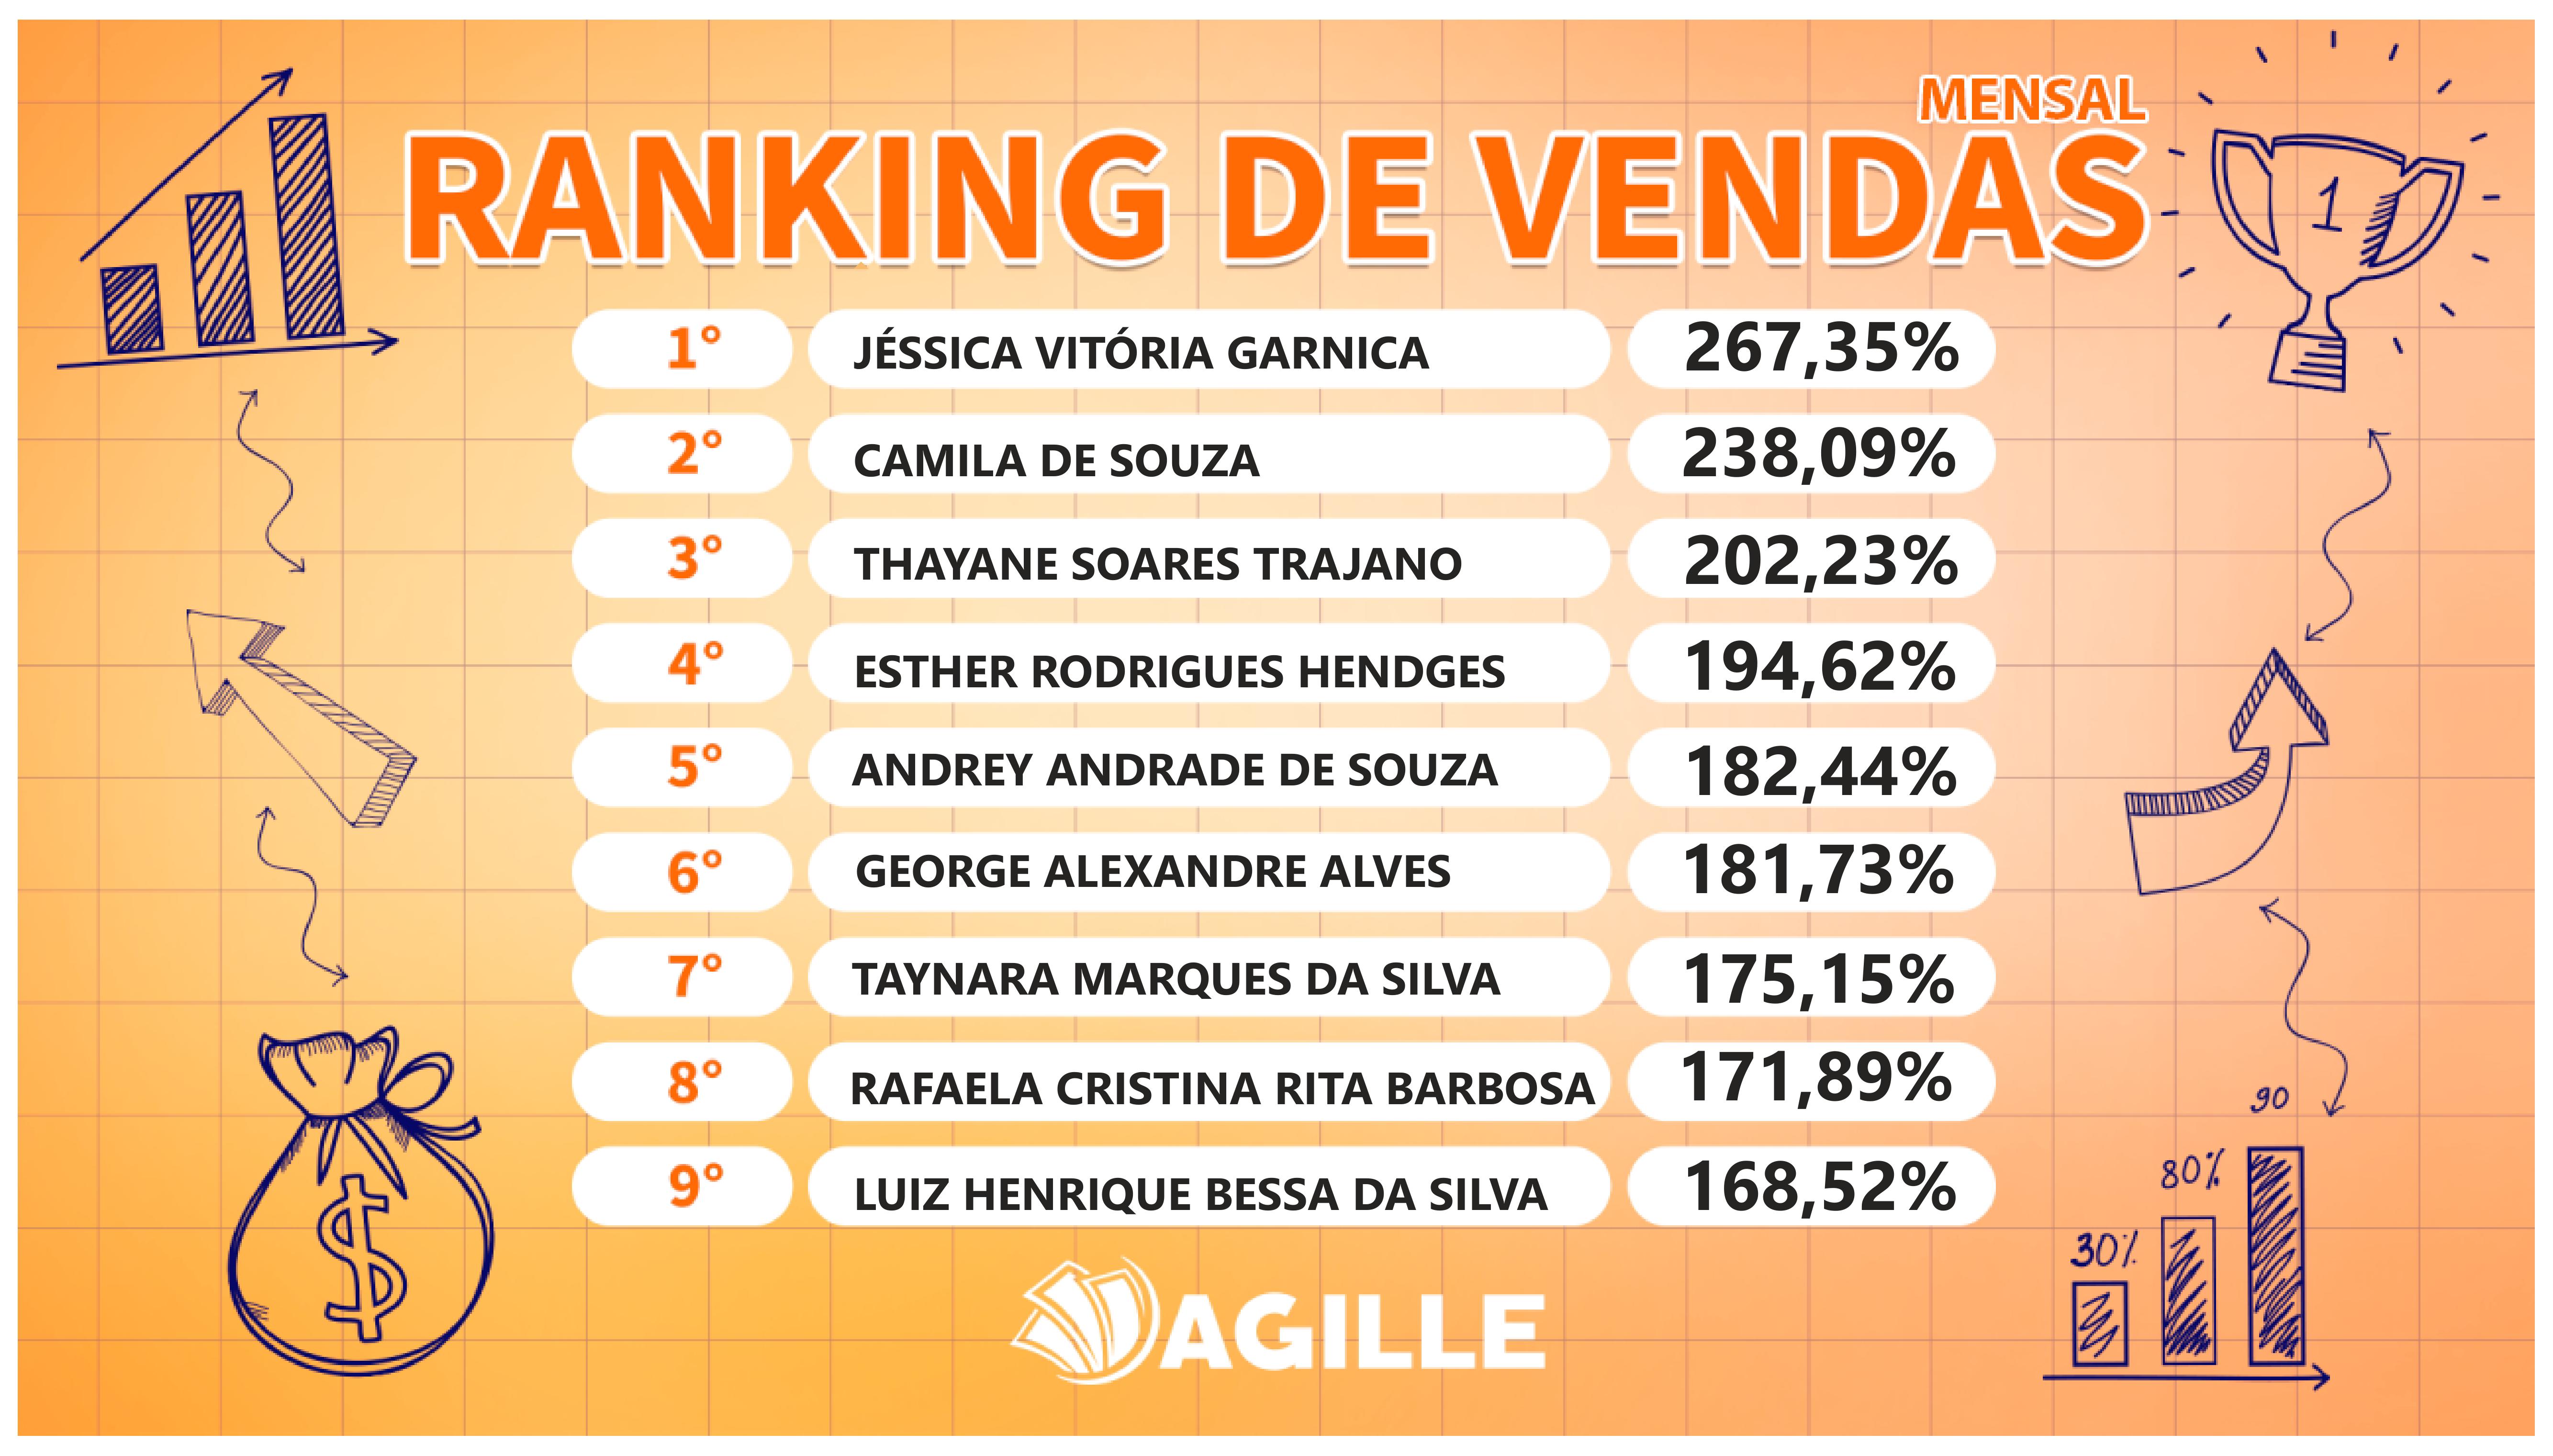 MENSAL
RANKING DE VENDAS
1° JÉSSICA VITÓRIA GARNICA 267,35%
2° CAMILA DE SOUZA 238,09%
3° THAYANE SOARES TRAJANO 202,23%
4° ESTHER RODRIGUES HENDGES 194,62%
5° ANDREY ANDRADE DE SOUZA 182,44%
6° GEORGE ALEXANDRE ALVES 181,73%
7° TAYNARA MARQUES DA SILVA 175,15%
8° RAFAELA CRISTINA RITA BARBOSA 171,89%
9° LUIZ HENRIQUE BESSA DA SILVA 168,52%
AGILLE
1
$
90
80%
30%